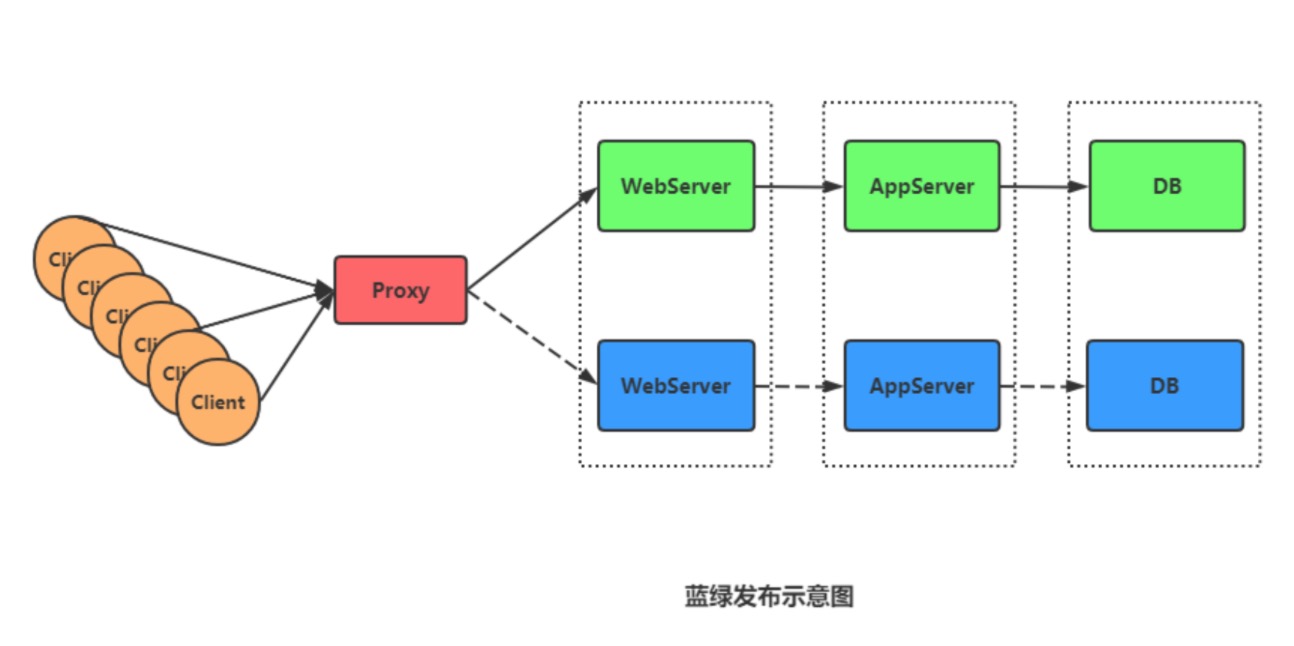 WebServer
AppServer
DB
Cli
Cli
Proxy
Cli
Cli
Cli
WebServer
AppServer
DB
Client
蓝绿发布示意图